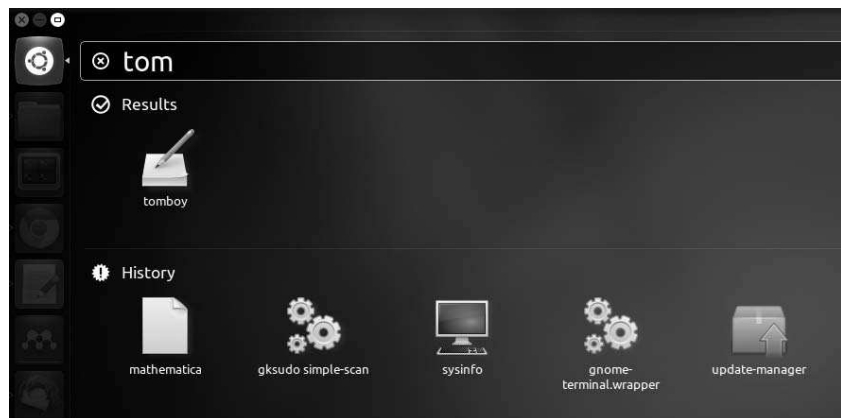 tom
Results
tomboy
History
mathematica
gksudo simple-scan
sysinfo
gnome-
terminal.wrapper
update-manager